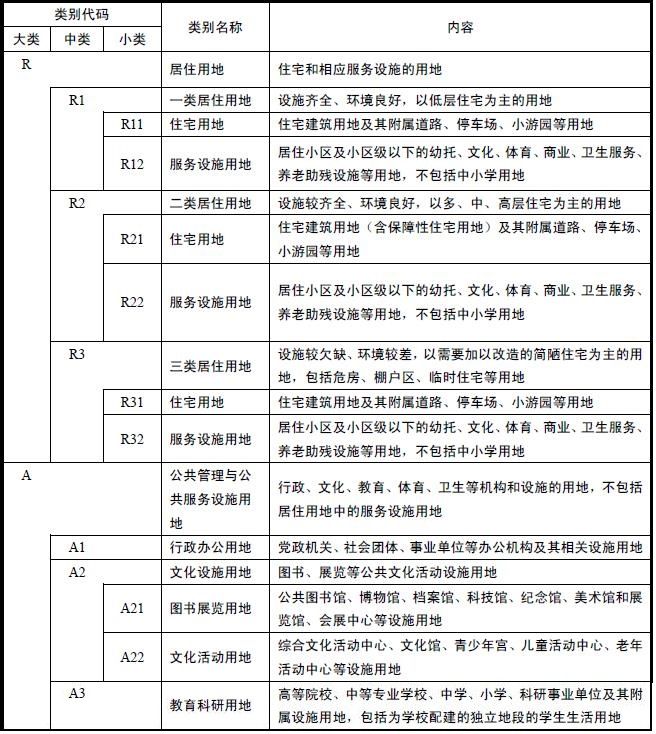 类别代码 类别名称 内容
大类 中类 小类
R 居住用地 住宅和相应服务设施的用地
R1 一类居住用地 设施齐全、环境良好，以低层住宅为主的用地
R11 住宅用地 住宅建筑用地及其附属道路、停车场、小游园等用地
R12 服务设施用地 居住小区及小区级以下的幼托、文化、体育、商业、卫生服务、
养老助残设施等用地，不包括中小学用地
R2 二类居住用地 设施较齐全、环境良好，以多、中、高层住宅为主的用地
R21 住宅用地 住宅建筑用地（含保障性住宅用地）及其附属道路、停车场、
小游园等用地
R22 服务设施用地 居住小区及小区级以下的幼托、文化、体育、商业、卫生服务、
养老助残设施等用地，不包括中小学用地
R3 三类居住用地 设施较欠缺、环境较差，以需要加以改造的简陋住宅为主的用
地，包括危房、棚户区、临时住宅等用地
R31 住宅用地 住宅建筑用地及其附属道路、停车场、小游园等用地
R32 服务设施用地 居住小区及小区级以下的幼托、文化、体育、商业、卫生服务、
养老助残设施等用地，不包括中小学用地
A 公共管理与公
共服务设施用
地
行政、文化、教育、体育、卫生等机构和设施的用地，不包括
居住用地中的服务设施用地
A1 行政办公用地 党政机关、社会团体、事业单位等办公机构及其相关设施用地
A2 文化设施用地 图书、展览等公共文化活动设施用地
A21 图书展览用地 公共图书馆、博物馆、档案馆、科技馆、纪念馆、美术馆和展
览馆、会展中心等设施用地
A22 文化活动用地 综合文化活动中心、文化馆、青少年宫、儿童活动中心、老年
活动中心等设施用地
A3 教育科研用地 高等院校、中等专业学校、中学、小学、科研事业单位及其附
属设施用地，包括为学校配建的独立地段的学生生活用地